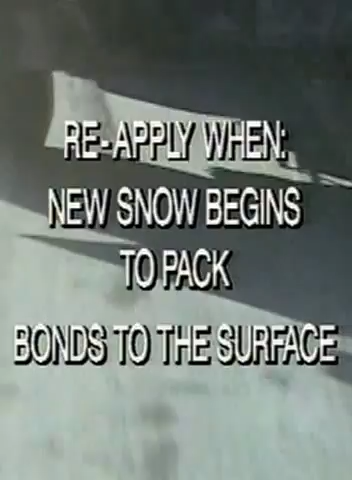 RE-APPLY WHEN:
NEW SNOW BEGINS
TO PACK
BONDS TO THE SURFACE